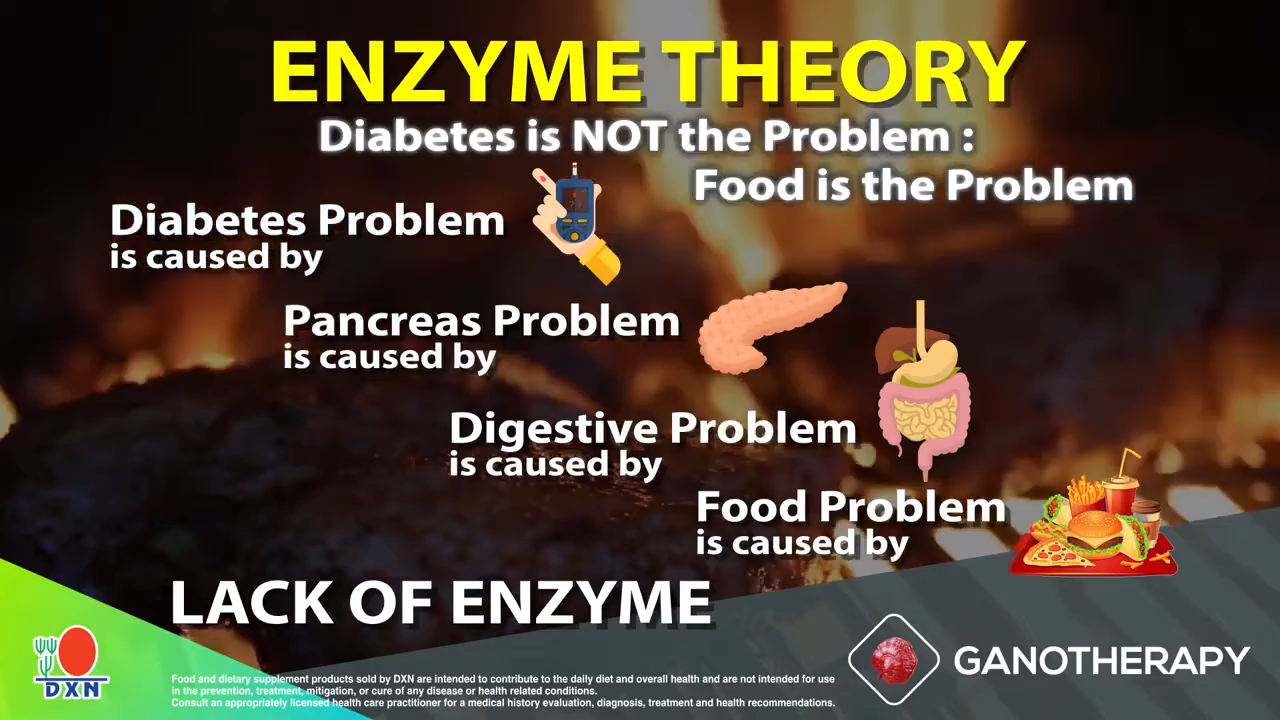 ENZYME THEORY
Diabetes is NOT the Problem :
Food is the Problem
Diabetes Problem
is caused by
Pancreas Problem
is caused by
Digestive Problem
is caused by
Food Problem
is caused by
LACK OF ENZYME
DXN
Food and dietary supplement products sold by DXN are intended to contribute to the daily diet and overall health and are not intended for use
in the prevention, treatment, mitigation, or cure of any disease or health related conditions.
Consult an appropriately licensed health care practitioner for a medical history evaluation, diagnosis, treatment and health recommendations.
GANOTHERAPY